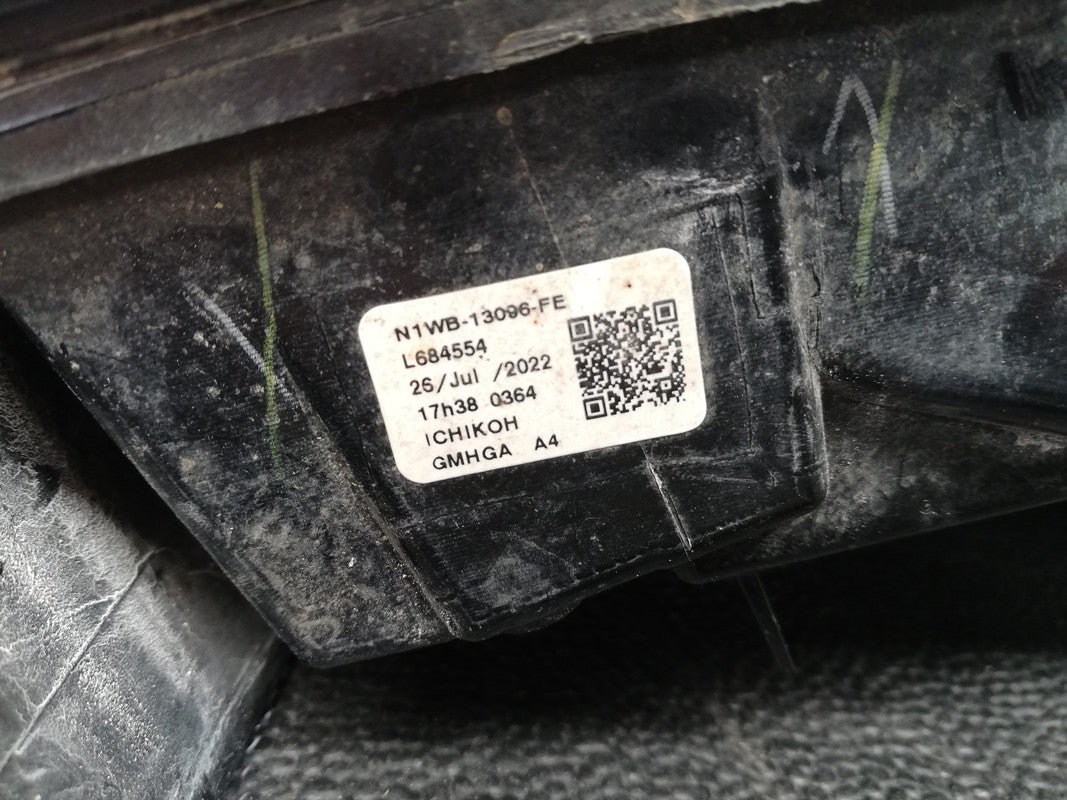 N1WB-13096-FE
L684554
26/Jul /2022
17h38 0364
ICHIKOH
GMHGA A4